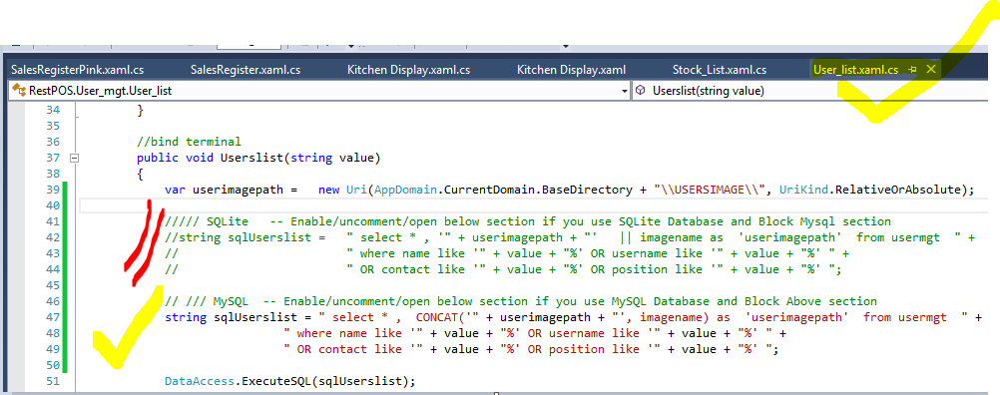 SalesRegisterPink.xaml.cs SalesRegister.xaml.cs Kitchen Display.xaml.cs Kitchen Display.xaml Stock_List.xaml.cs User_list.xaml.cs
RestPOS.User_mgt.User_list Userslist(string value)
34 }
35
36 //bind terminal
37 public void Userslist(string value)
38 {
39 var userimagepath = new Uri(AppDomain.CurrentDomain.BaseDirectory + "\\USERSIMAGE\\", UriKind.RelativeOrAbsolute);
40
41 ///// SQLite -- Enable/uncomment/open below section if you use SQLite Database and Block Mysql section
42 //string sqlUserslist = " select * , '" + userimagepath + "' || imagename as 'userimagepath' from usermgt " +
43 // " where name like '" + value + "%' OR username like '" + value + "%' " +
44 // " OR contact like '" + value + "%' OR position like '" + value + "%' ";
45
46 // /// MySQL -- Enable/uncomment/open below section if you use MySQL Database and Block Above section
47 string sqlUserslist = " select * , CONCAT('" + userimagepath + "', imagename) as 'userimagepath' from usermgt " +
48 " where name like '" + value + "%' OR username like '" + value + "%' " +
49 " OR contact like '" + value + "%' OR position like '" + value + "%' ";
50
51 DataAccess.ExecuteSQL(sqlUserslist);